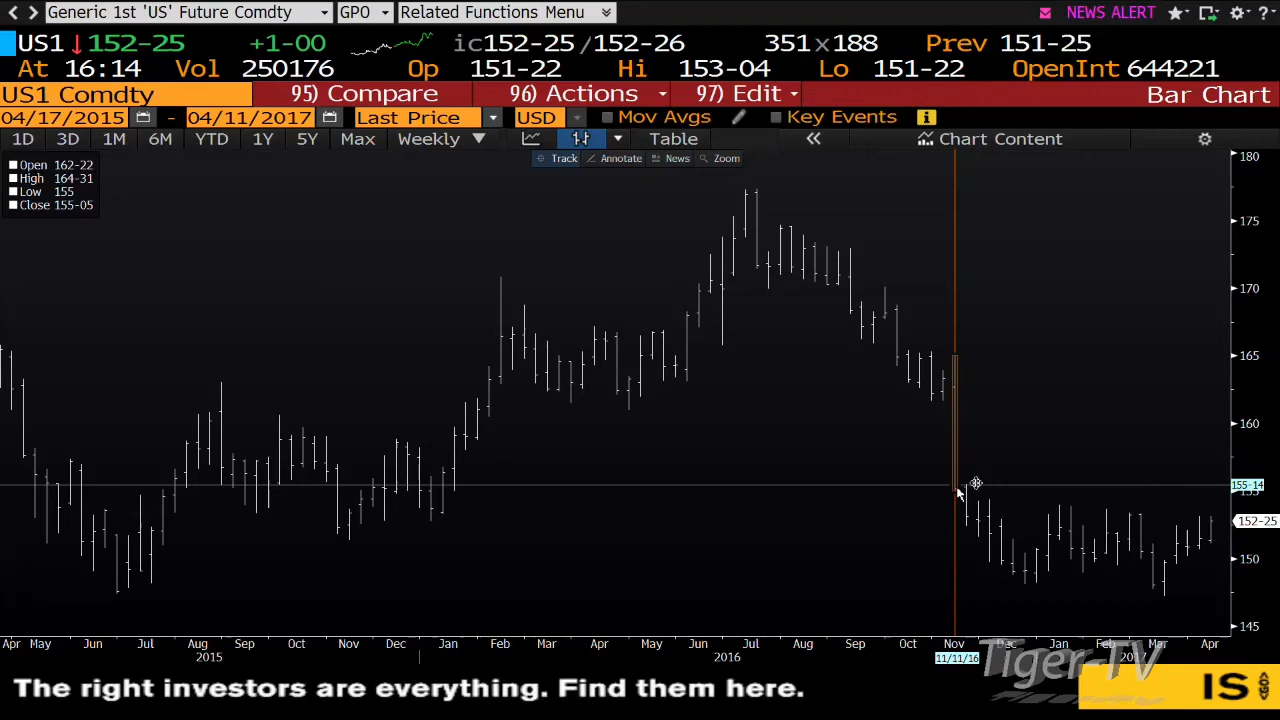 Generic 1st 'US' Future Comdty GPO Related Functions Menu NEWS ALERT ?
US1 152-25 +1-00 ic152-25 /152-26 351x188 Prev 151-25
At 16:14 Vol 250176 Op 151-22 Hi 153-04 Lo 151-22 OpenInt 644221
US1 Comdty 95) Compare 96) Actions 97) Edit Bar Chart
04/17/2015 - 04/11/2017 Last Price USD Mov Avgs Key Events i
1D 3D 1M 6M YTD 1Y 5Y Max Weekly Table Chart Content
Track Annotate News Zoom
Open 162-22
High 164-31
Low 155
Close 155-05
180
175
170
165
160
155-14
155
152-25
150
145
Apr May Jun Jul Aug Sep Oct Nov Dec Jan Feb Mar Apr May Jun Jul Aug Sep Oct Nov Dec Jan Feb Mar Apr
2015 2016 11/11/16 2017
Tiger-TV
The right investors are everything. Find them here.
IS